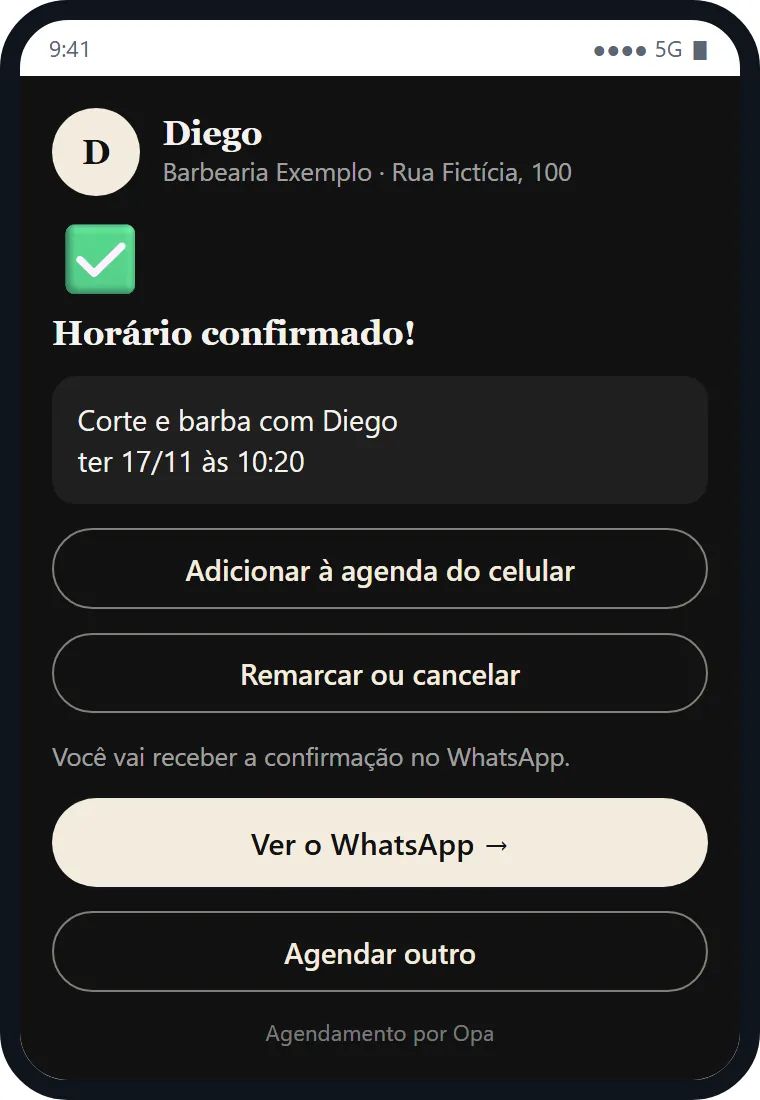 9:41
●●●● 5G
D
Diego
Barbearia Exemplo · Rua Fictícia, 100
Horário confirmado!
Corte e barba com Diego
ter 17/11 às 10:20
Adicionar à agenda do celular
Remarcar ou cancelar
Você vai receber a confirmação no WhatsApp.
Ver o WhatsApp →
Agendar outro
Agendamento por Opa